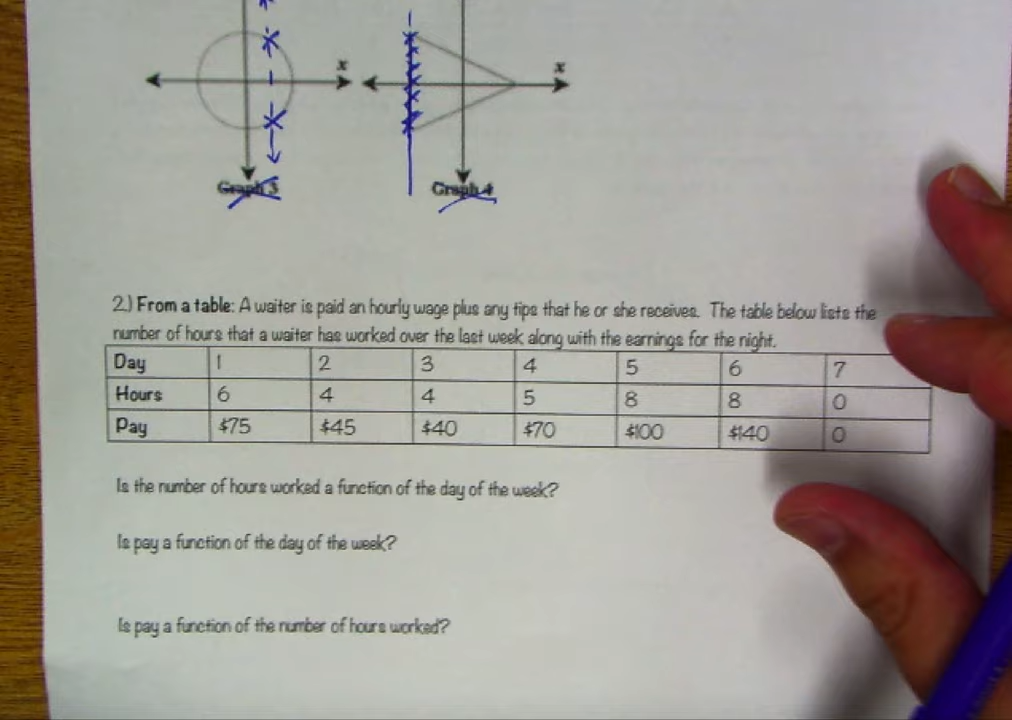 x
x
Graph 3
Graph 4
2.) From a table: A waiter is paid an hourly wage plus any tips that he or she receives. The table below lists the
number of hours that a waiter has worked over the last week along with the earnings for the night.
Day 1 2 3 4 5 6 7
Hours 6 4 4 5 8 8 0
Pay $75 $45 $40 $70 $100 $140 0
Is the number of hours worked a function of the day of the week?
Is pay a function of the day of the week?
Is pay a function of the number of hours worked?